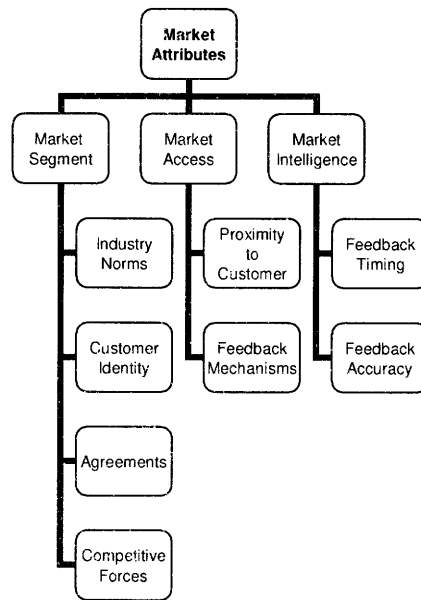 Market
Attributes
Market
Segment
Market
Access
Market
Intelligence
Industry
Norms
Proximity
to
Customer
Feedback
Timing
Customer
Identity
Feedback
Mechanisms
Feedback
Accuracy
Agreements
Competitive
Forces